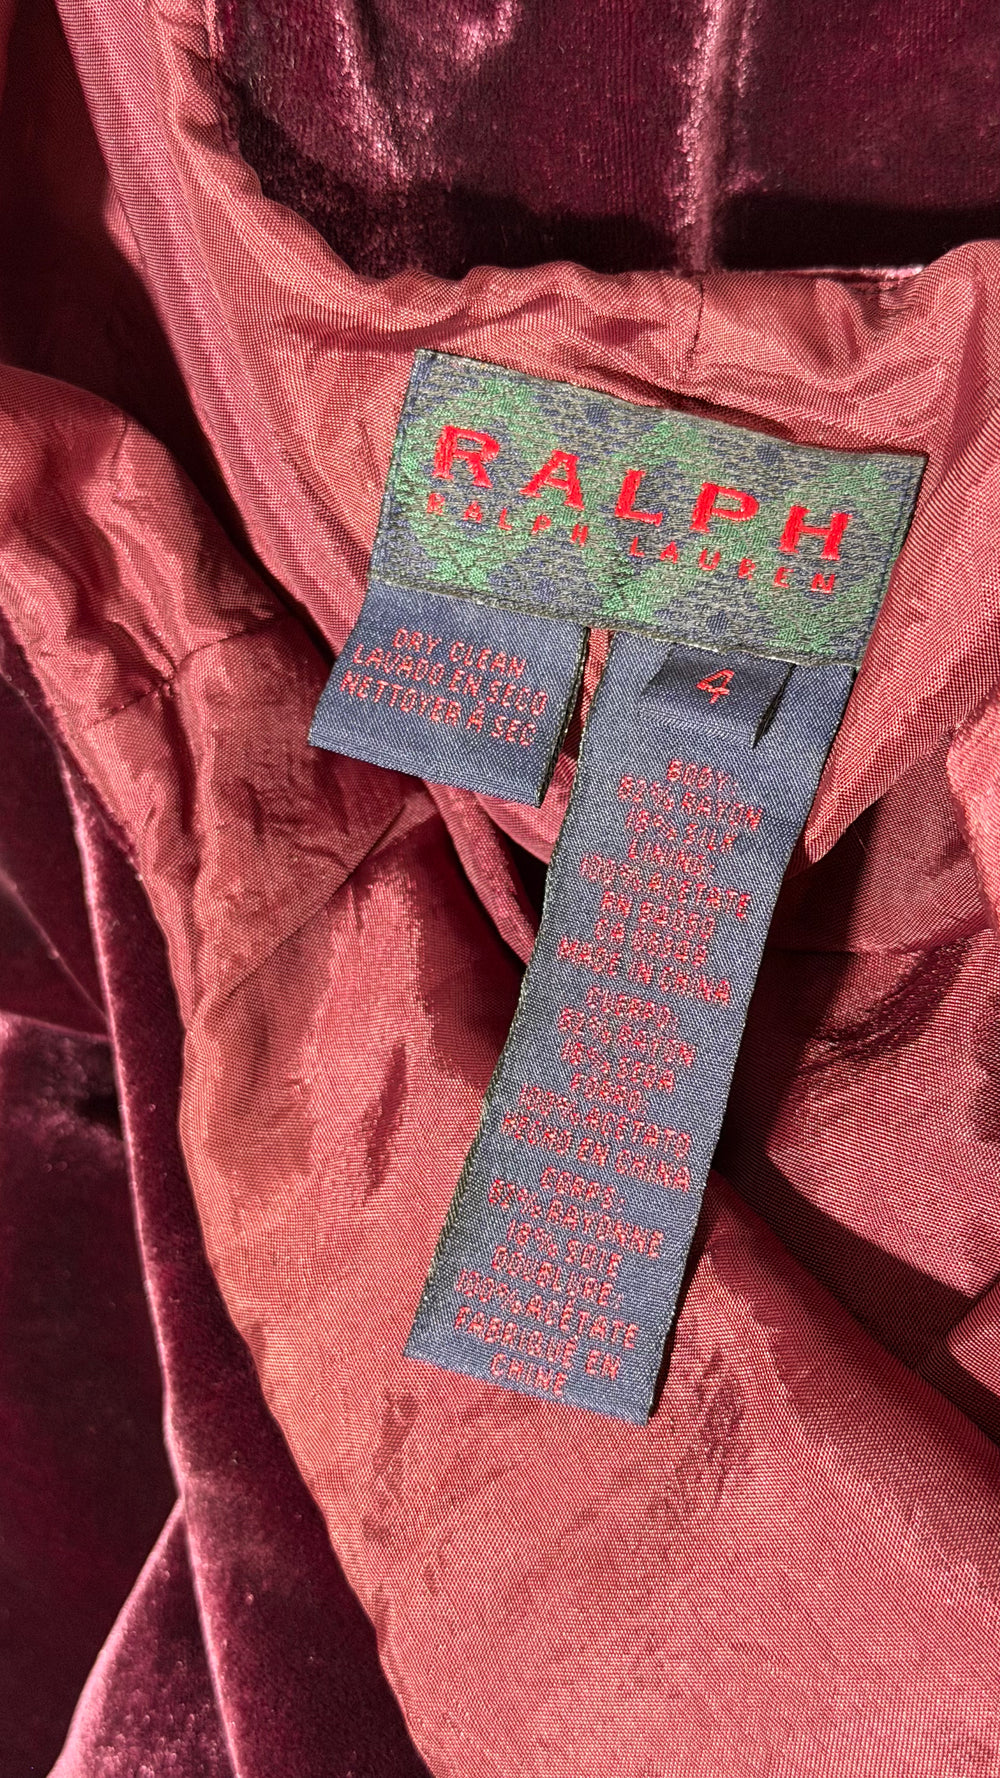 RALPH
RALPH LAUREN
DRY CLEAN
LAVADO EN SECO
NETTOYER À SEC
4
BODY:
82% RAYON
18% SILK
LINING:
100% ACETATE
RN
CA
MADE IN CHINA
CUERPO:
82% RAYON
18% SEDA
FORRO:
100% ACETATO
HECHO EN CHINA
CORPS:
82% RAYONNE
18% SOIE
DOUBLURE:
100% ACÉTATE
FABRIQUÉ EN
CHINE